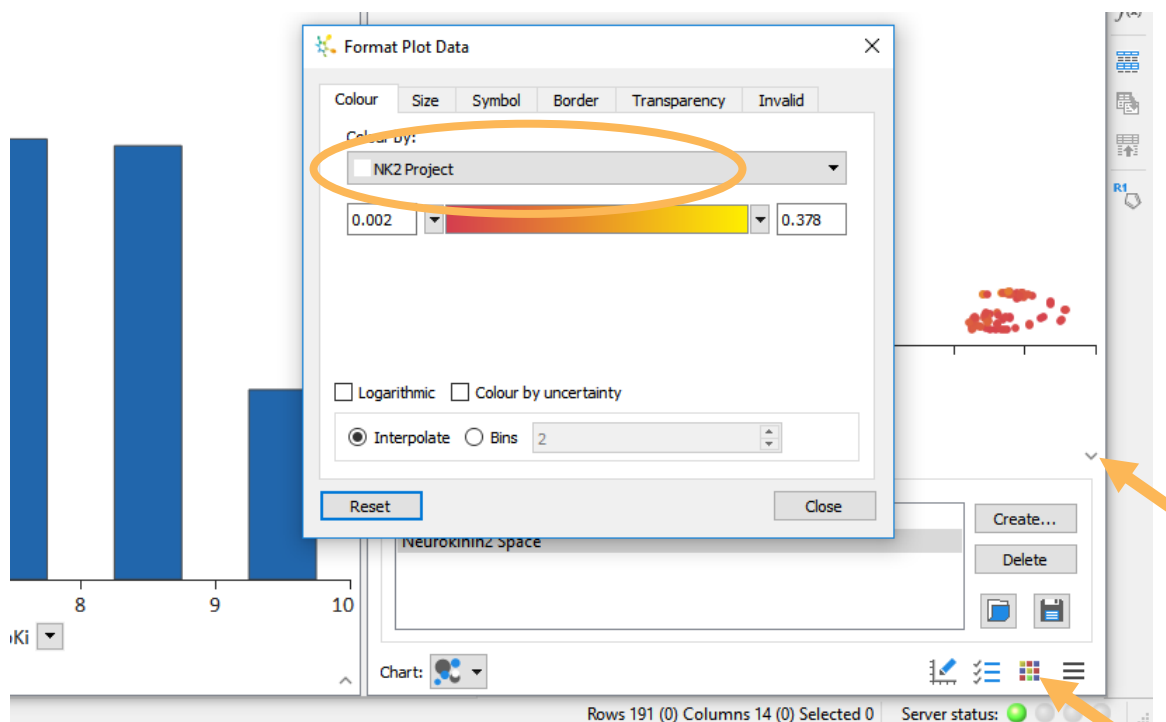 Format Plot Data
Colour Size Symbol Border Transparency Invalid
Colour by:
NK2 Project
0.002 0.378
R1
Logarithmic Colour by uncertainty
Interpolate Bins 2
Reset Close
Create...
Neurokinin2 Space
Delete
8 9 10
Ki
Chart:
Rows 191 (0) Columns 14 (0) Selected 0 Server status: